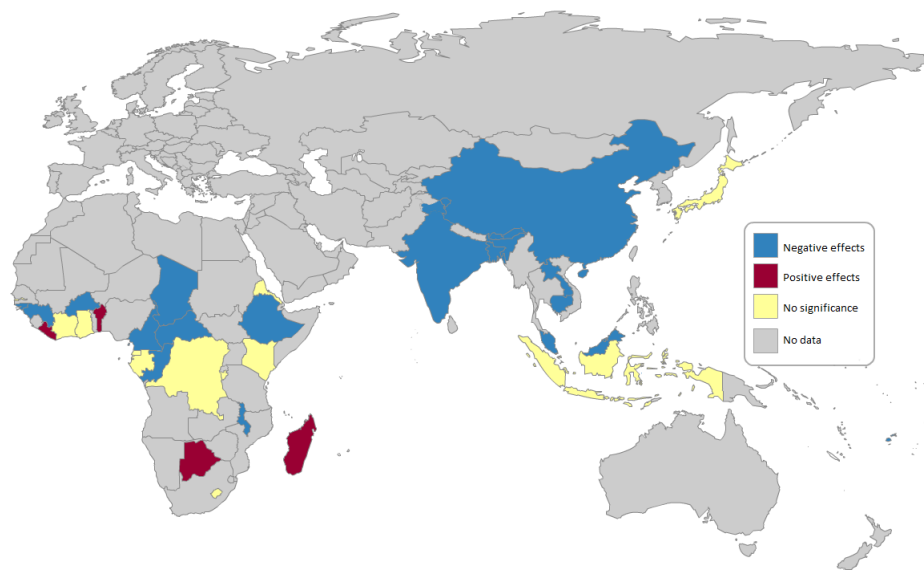 Negative effects
Positive effects
No significance
No data